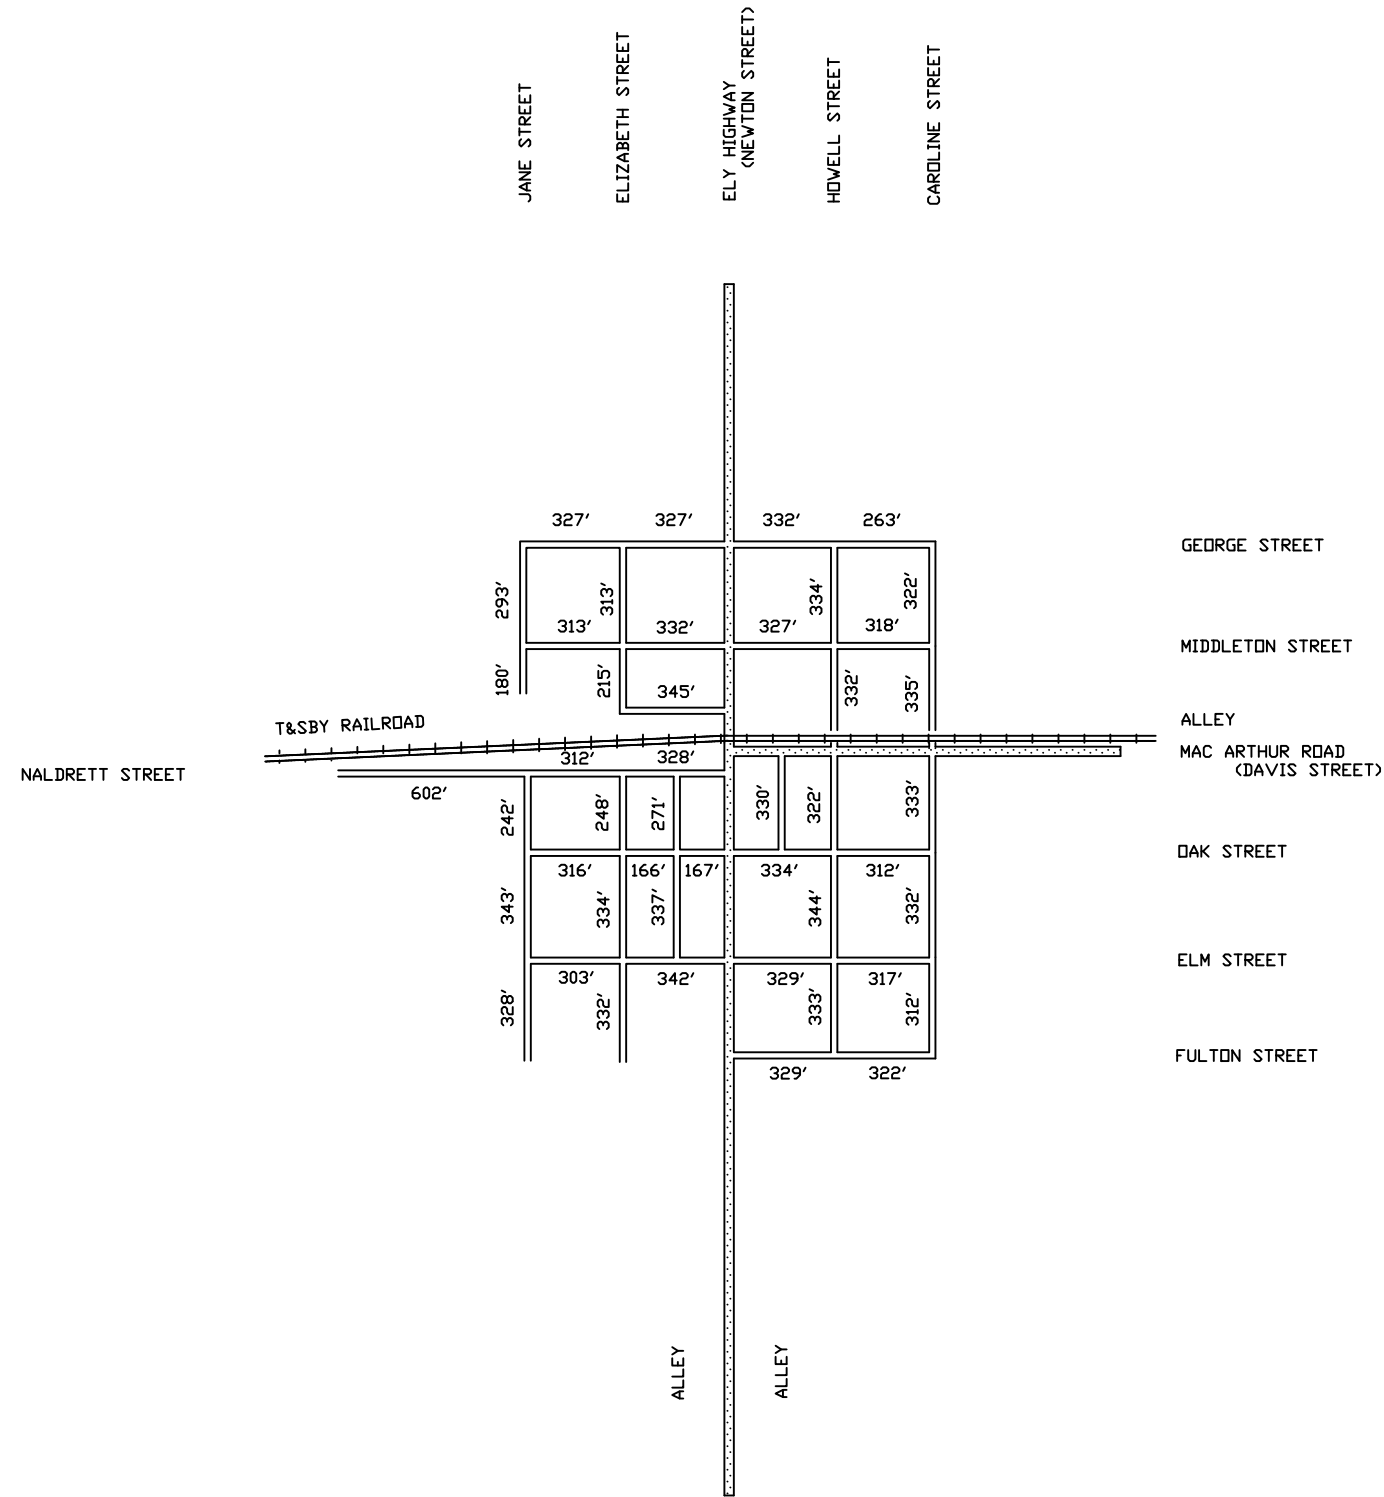 JANE STREET
ELIZABETH STREET
ELY HIGHWAY
(NEWTON STREET)
HOWELL STREET
CAROLINE STREET
327' 327' 332' 263'
GEORGE STREET
293' 313' 334' 322'
313' 332' 327' 318'
MIDDLETON STREET
180' 215' 332' 335'
345'
T&SBY RAILROAD
ALLEY
MAC ARTHUR ROAD
(DAVIS STREET)
312' 328'
NALDRETT STREET
602'
242' 248' 271' 330' 322' 333'
OAK STREET
316' 166' 167' 334' 312'
343' 334' 337' 344' 332'
ELM STREET
303' 342' 329' 317'
328' 332' 333' 312'
FULTON STREET
329' 322'
ALLEY
ALLEY